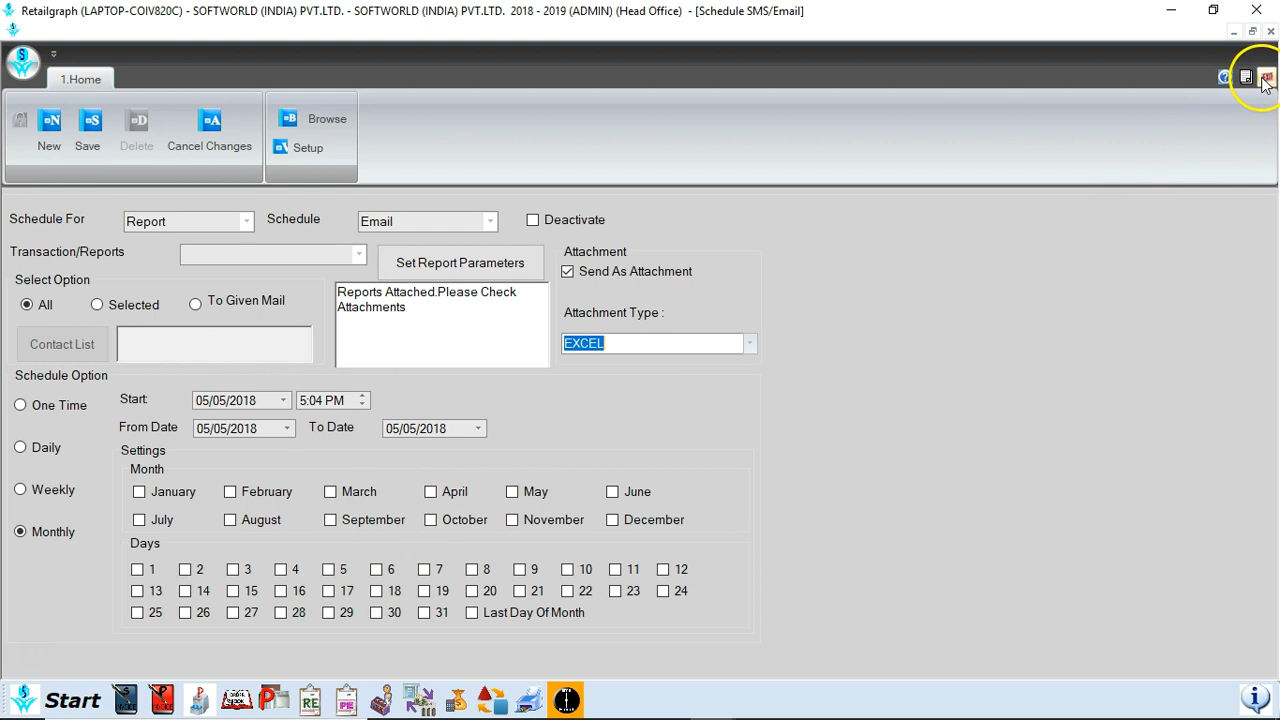 Retailgraph (LAPTOP-COIV820C) - SOFTWORLD (INDIA) PVT.LTD. - SOFTWORLD (INDIA) PVT.LTD. 2018 - 2019 (ADMIN) (Head Office) - [Schedule SMS/Email]
1.Home
New Save Delete Cancel Changes Browse
Setup
Schedule For Report Schedule Email Deactivate
Transaction/Reports Set Report Parameters
Attachment
Send As Attachment
Select Option
All Selected To Given Mail
Reports Attached.Please Check
Attachments
Attachment Type :
Contact List
EXCEL
Schedule Option
One Time Start: 05/05/2018 5:04 PM
From Date 05/05/2018 To Date 05/05/2018
Daily
Settings
Month
Weekly January February March April May June
Monthly July August September October November December
Days
1 2 3 4 5 6 7 8 9 10 11 12
13 14 15 16 17 18 19 20 21 22 23 24
25 26 27 28 29 30 31 Last Day Of Month
Start